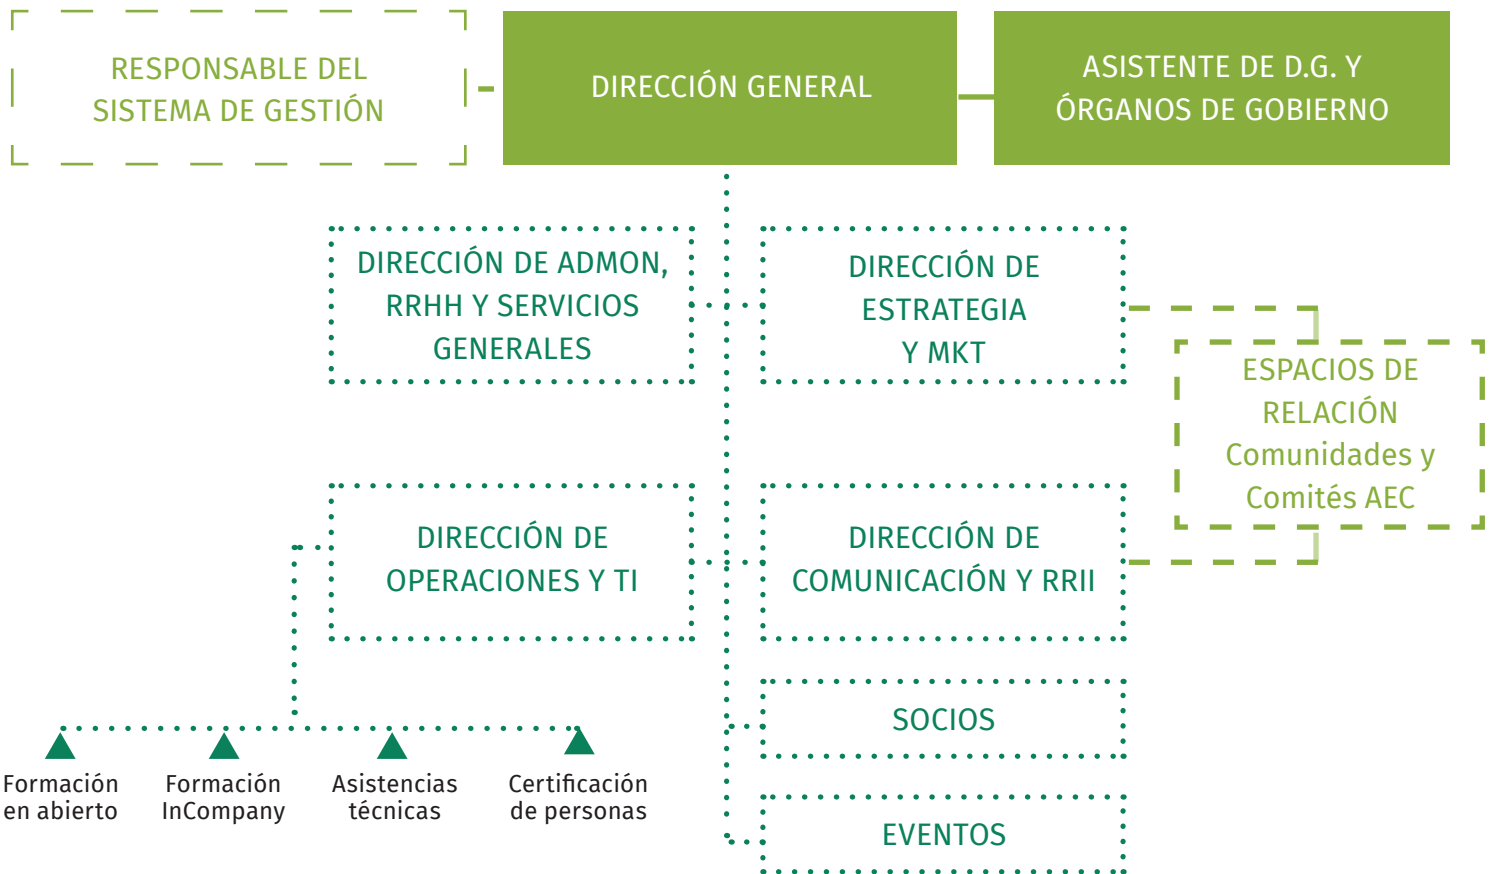 RESPONSABLE DEL
SISTEMA DE GESTIÓN
DIRECCIÓN GENERAL
ASISTENTE DE D.G. Y
ÓRGANOS DE GOBIERNO
DIRECCIÓN DE ADMON,
RRHH Y SERVICIOS
GENERALES
DIRECCIÓN DE
ESTRATEGIA
Y MKT
ESPACIOS DE
RELACIÓN
Comunidades y
Comités AEC
DIRECCIÓN DE
OPERACIONES Y TI
DIRECCIÓN DE
COMUNICACIÓN Y RRII
SOCIOS
EVENTOS
Formación
en abierto
Formación
InCompany
Asistencias
técnicas
Certificación
de personas